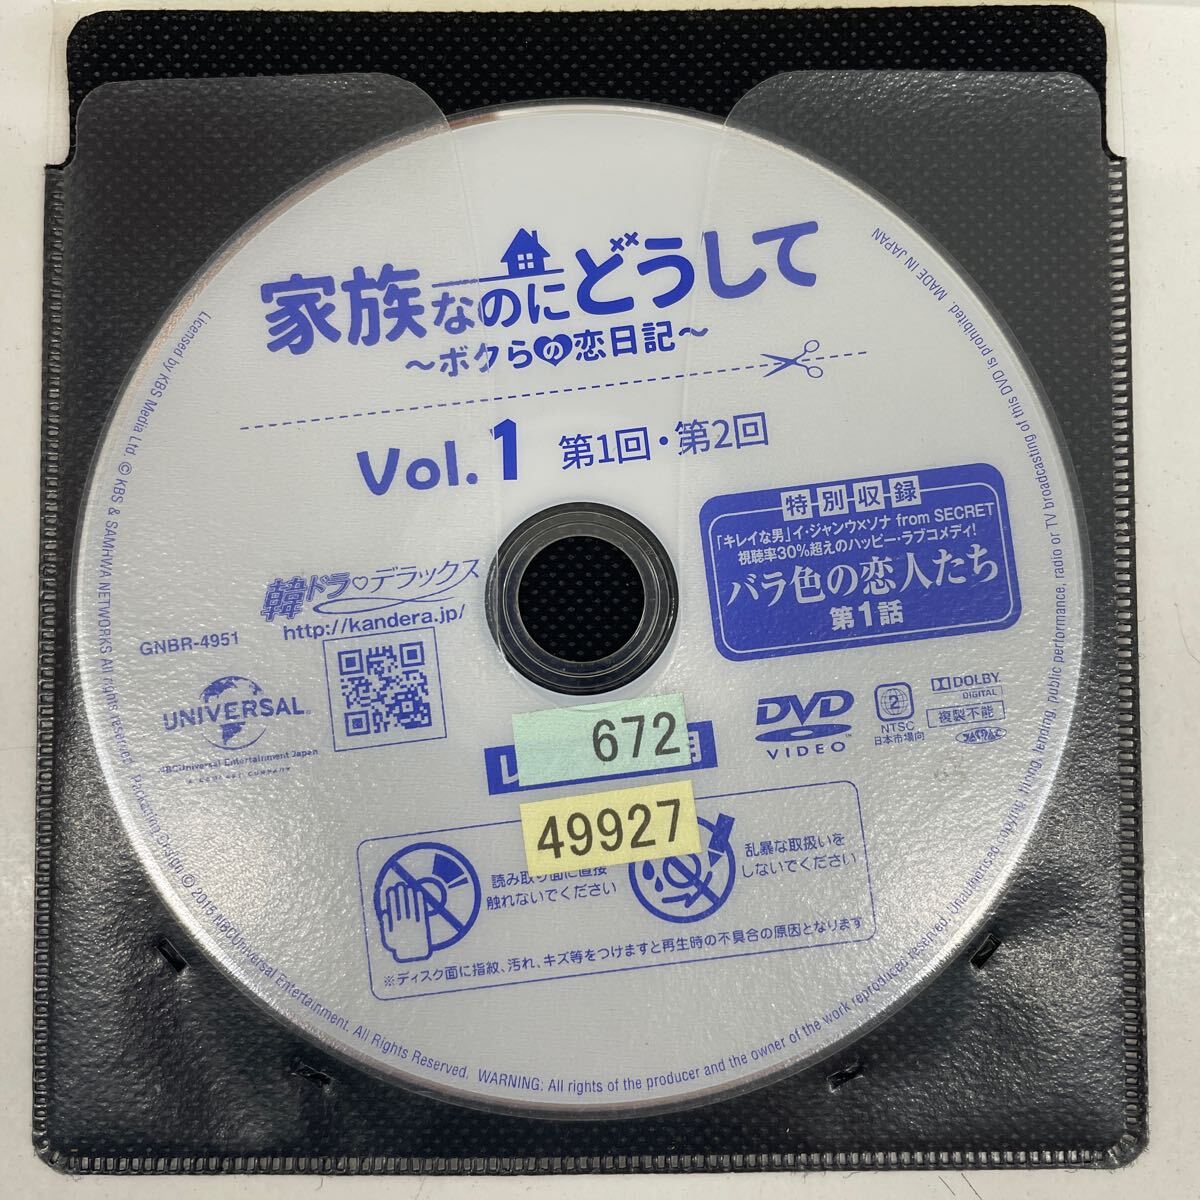 家族なのにどうして
～ボクらの恋日記～
Vol.1 第1回・第2回
特別収録
「キレイな男」イ・ジャンウ×ソナ from SECRET
視聴率30%超えのハッピー・ラブコメディ!
バラ色の恋人たち
第1話
韓ドラ♡デラックス
http://kandera.jp/
GNBR-4951
UNIVERSAL
NBCUniversal Entertainment Japan
A COMCAST COMPANY
672
49927
DVD
VIDEO
2
NTSC
日本市場向
DOLBY
DIGITAL
複製不能
JASRAC
読み取り面に直接
触れないでください
乱暴な取扱いを
しないでください
※ディスク面に指紋、汚れ、キズ等をつけますと再生時の不具合の原因となります
Licensed by KBS Media Ltd. © KBS & SAMHWA NETWORKS All rights reserved. Packaging Design © 2015 NBCUniversal Entertainment. All Rights Reserved. WARNING: All rights of the producer and the owner of the work reproduced reserved. Unauthorised copying, hiring, lending, public performance, radio or TV broadcasting of this DVD is prohibited. MADE IN JAPAN